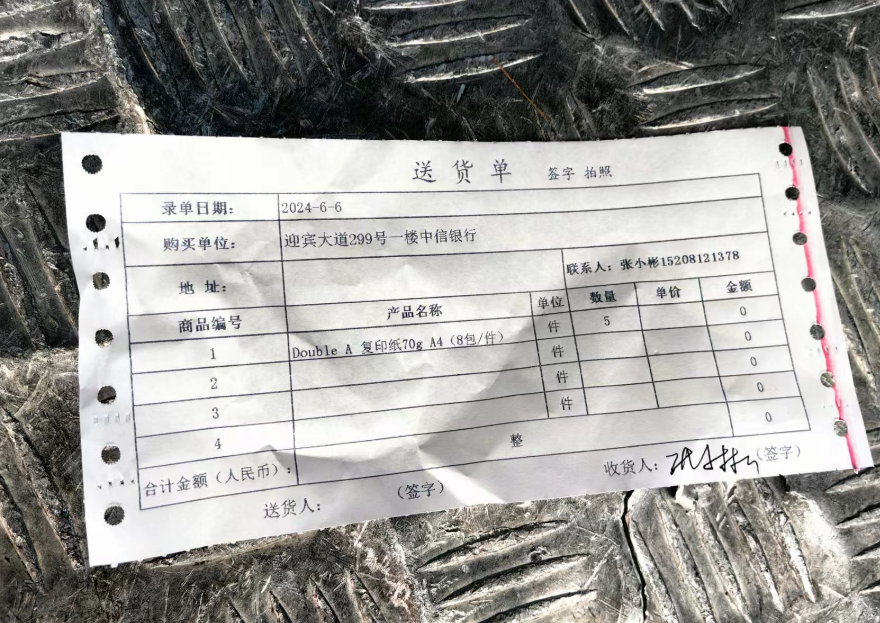 送货单 签字 拍照
录单日期： 2024-6-6
购买单位： 迎宾大道299号一楼中信银行
地 址： 联系人：张小彬15208121378
商品编号 产品名称 单位 数量 单价 金额
1 Double A 复印纸70g A4（8包/件） 件 5 0
2 件 0
3 件 0
4 件 0
合计金额（人民币）： 整 0
送货人： （签字） 收货人： （签字）